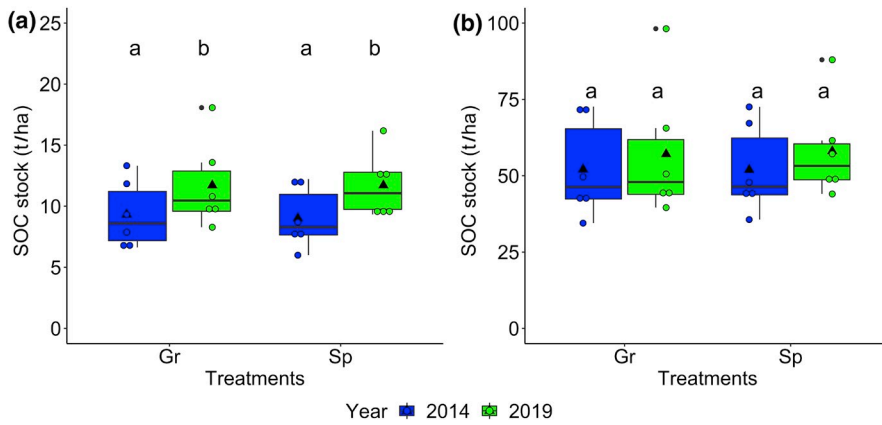 (a)
SOC stock (t/ha)
25
20
15
10
5
0
a b a b
Gr Sp
Treatments
(b)
SOC stock (t/ha)
100
75
50
25
0
a a a a
Gr Sp
Treatments
Year 2014 2019